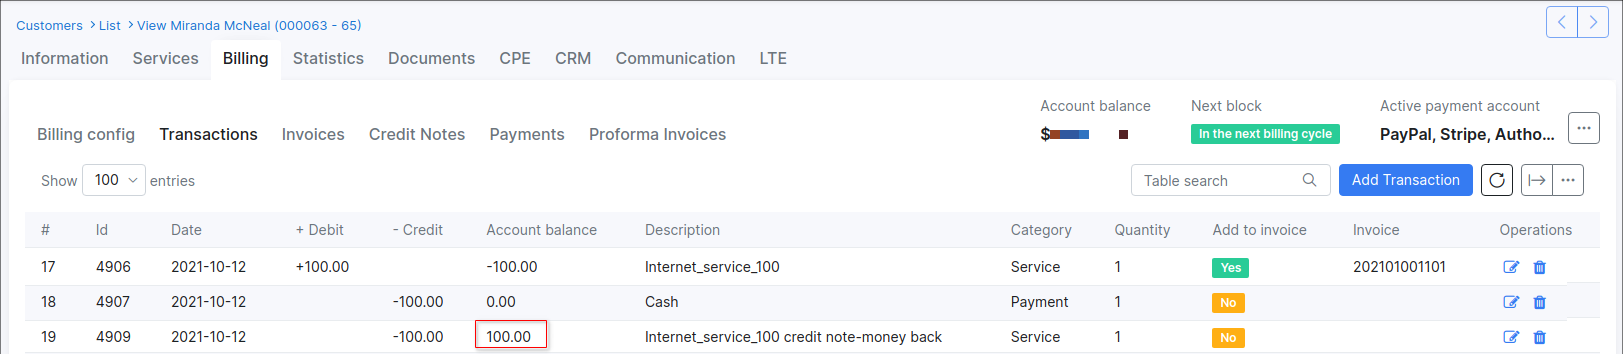 Customers > List > View Miranda McNeal (000063 - 65)
Information Services Billing Statistics Documents CPE CRM Communication LTE
Account balance Next block Active payment account
Billing config Transactions Invoices Credit Notes Payments Proforma Invoices $ In the next billing cycle PayPal, Stripe, Autho... ...
Show 100 entries Table search Add Transaction ...
# Id Date + Debit - Credit Account balance Description Category Quantity Add to invoice Invoice Operations
17 4906 2021-10-12 +100.00 -100.00 Internet_service_100 Service 1 Yes 202101001101
18 4907 2021-10-12 -100.00 0.00 Cash Payment 1 No
19 4909 2021-10-12 -100.00 100.00 Internet_service_100 credit note-money back Service 1 No